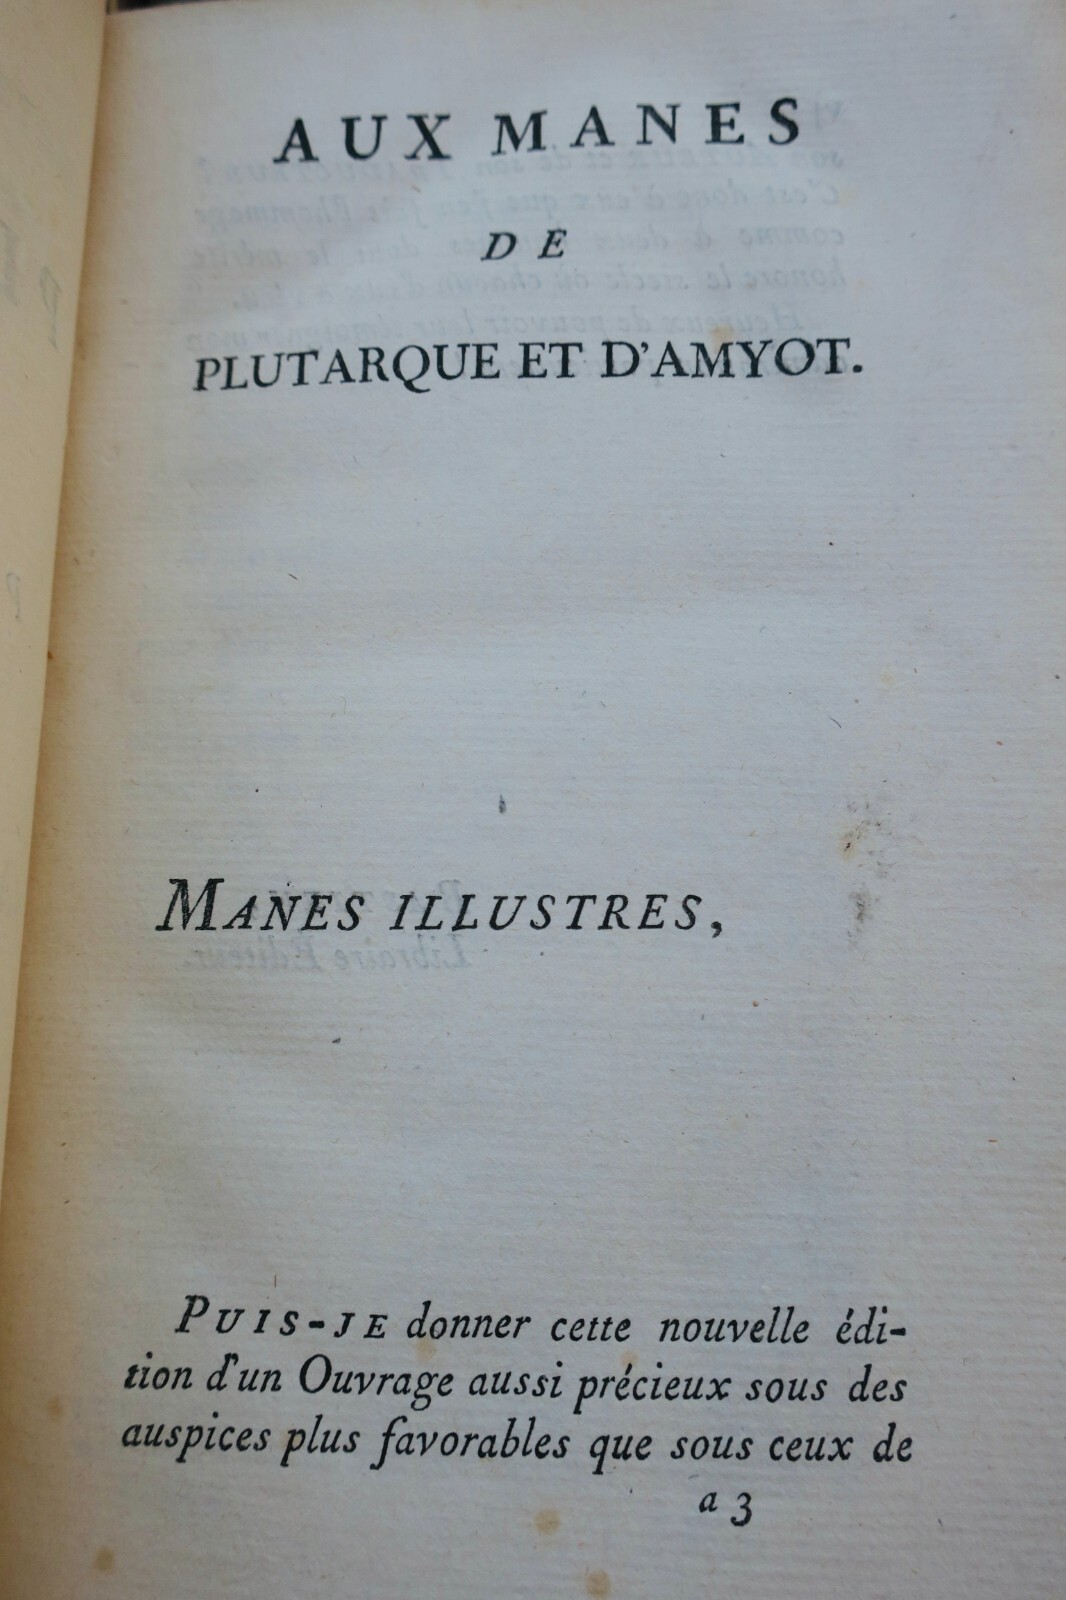 AUX MANES
DE
PLUTARQUE ET D'AMYOT.
MANES ILLUSTRES,
PUIS-JE donner cette nouvelle édi-
tion d'un Ouvrage aussi précieux sous des
auspices plus favorables que sous ceux de
a 3